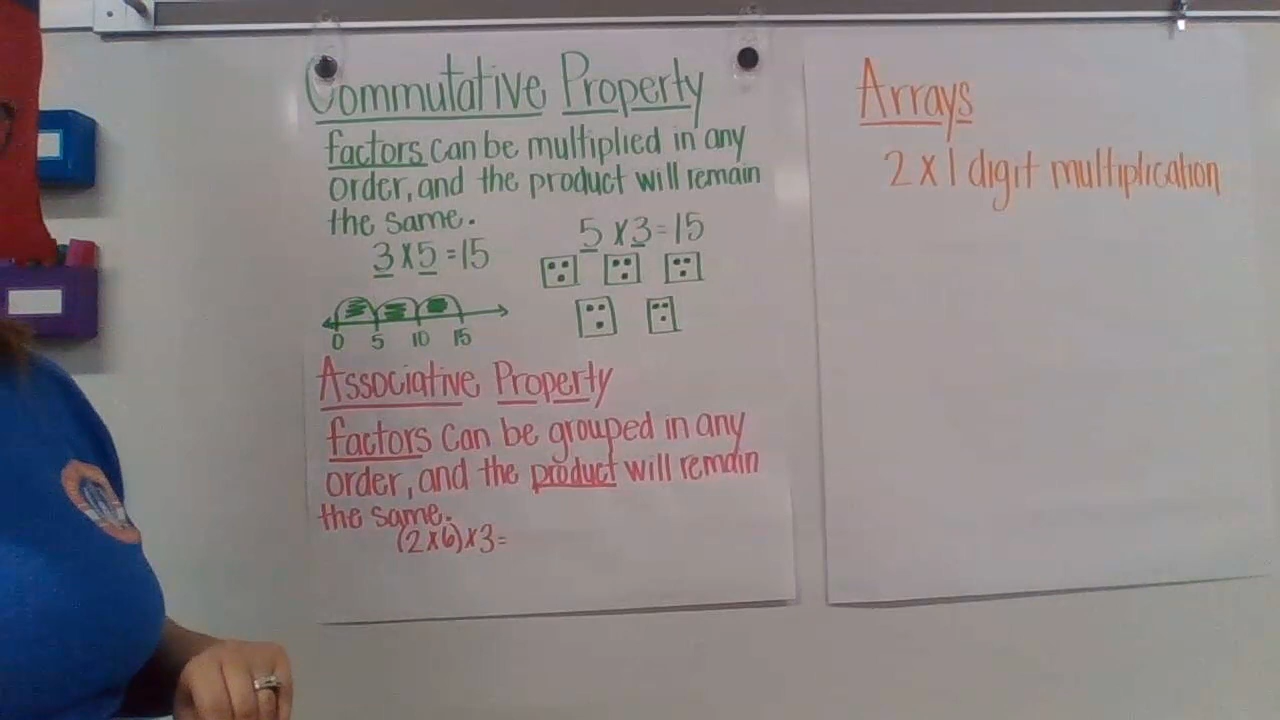 Commutative Property
factors can be multiplied in any
order, and the product will remain
the same.
3 x 5 = 15
5 x 3 = 15
0 5 10 15
Associative Property
factors can be grouped in any
order, and the product will remain
the same.
(2 x 6) x 3 =
Arrays
2 x 1 digit multiplication